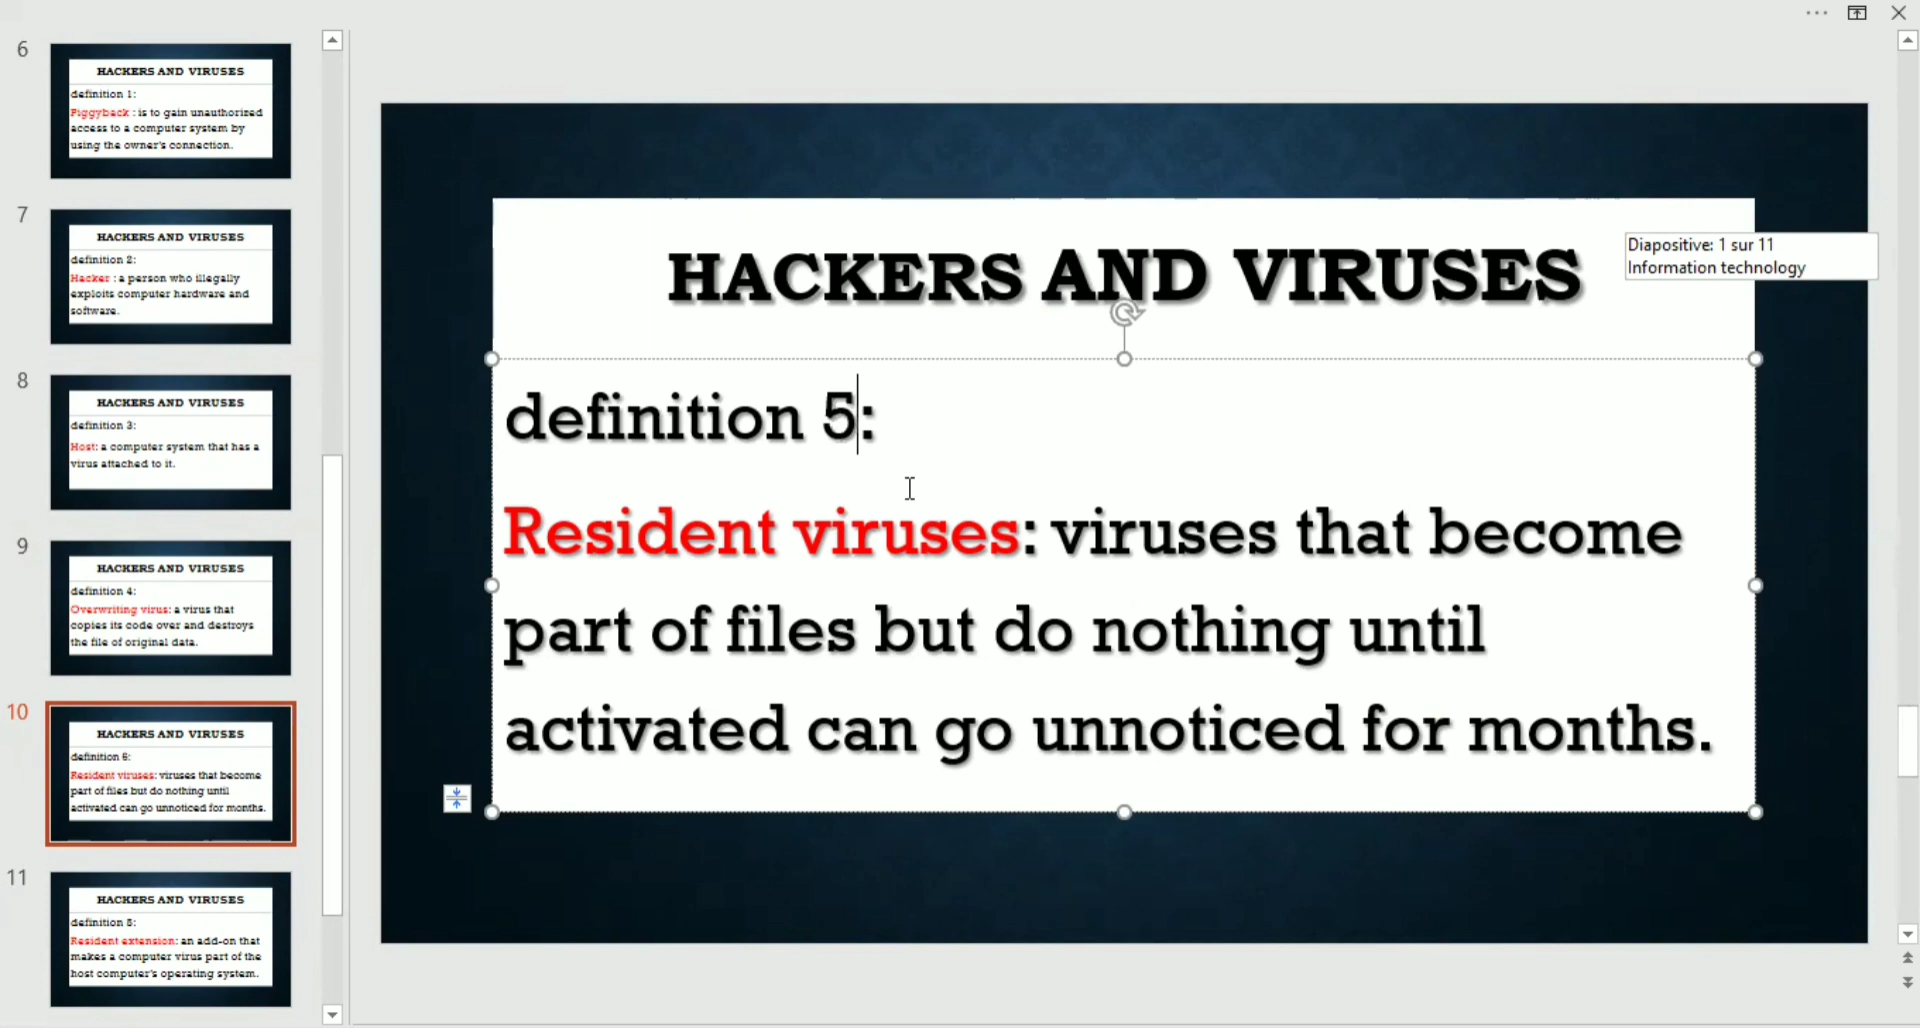 6
HACKERS AND VIRUSES
definition 1:
Piggyback : is to gain unauthorized
access to a computer system by
using the owner's connection.
7
HACKERS AND VIRUSES
definition 2:
Hacker : a person who illegally
exploits computer hardware and
software.
8
HACKERS AND VIRUSES
definition 3:
Host: a computer system that has a
virus attached to it.
9
HACKERS AND VIRUSES
definition 4:
Overwriting virus: a virus that
copies its code over and destroys
the file of original data.
10
HACKERS AND VIRUSES
definition 5:
Resident viruses: viruses that become
part of files but do nothing until
activated can go unnoticed for months.
11
HACKERS AND VIRUSES
definition 5:
Resident extension: an add-on that
makes a computer virus part of the
host computer's operating system.
HACKERS AND VIRUSES
Diapositive: 1 sur 11
Information technology
definition 5:
Resident viruses: viruses that become
part of files but do nothing until
activated can go unnoticed for months.